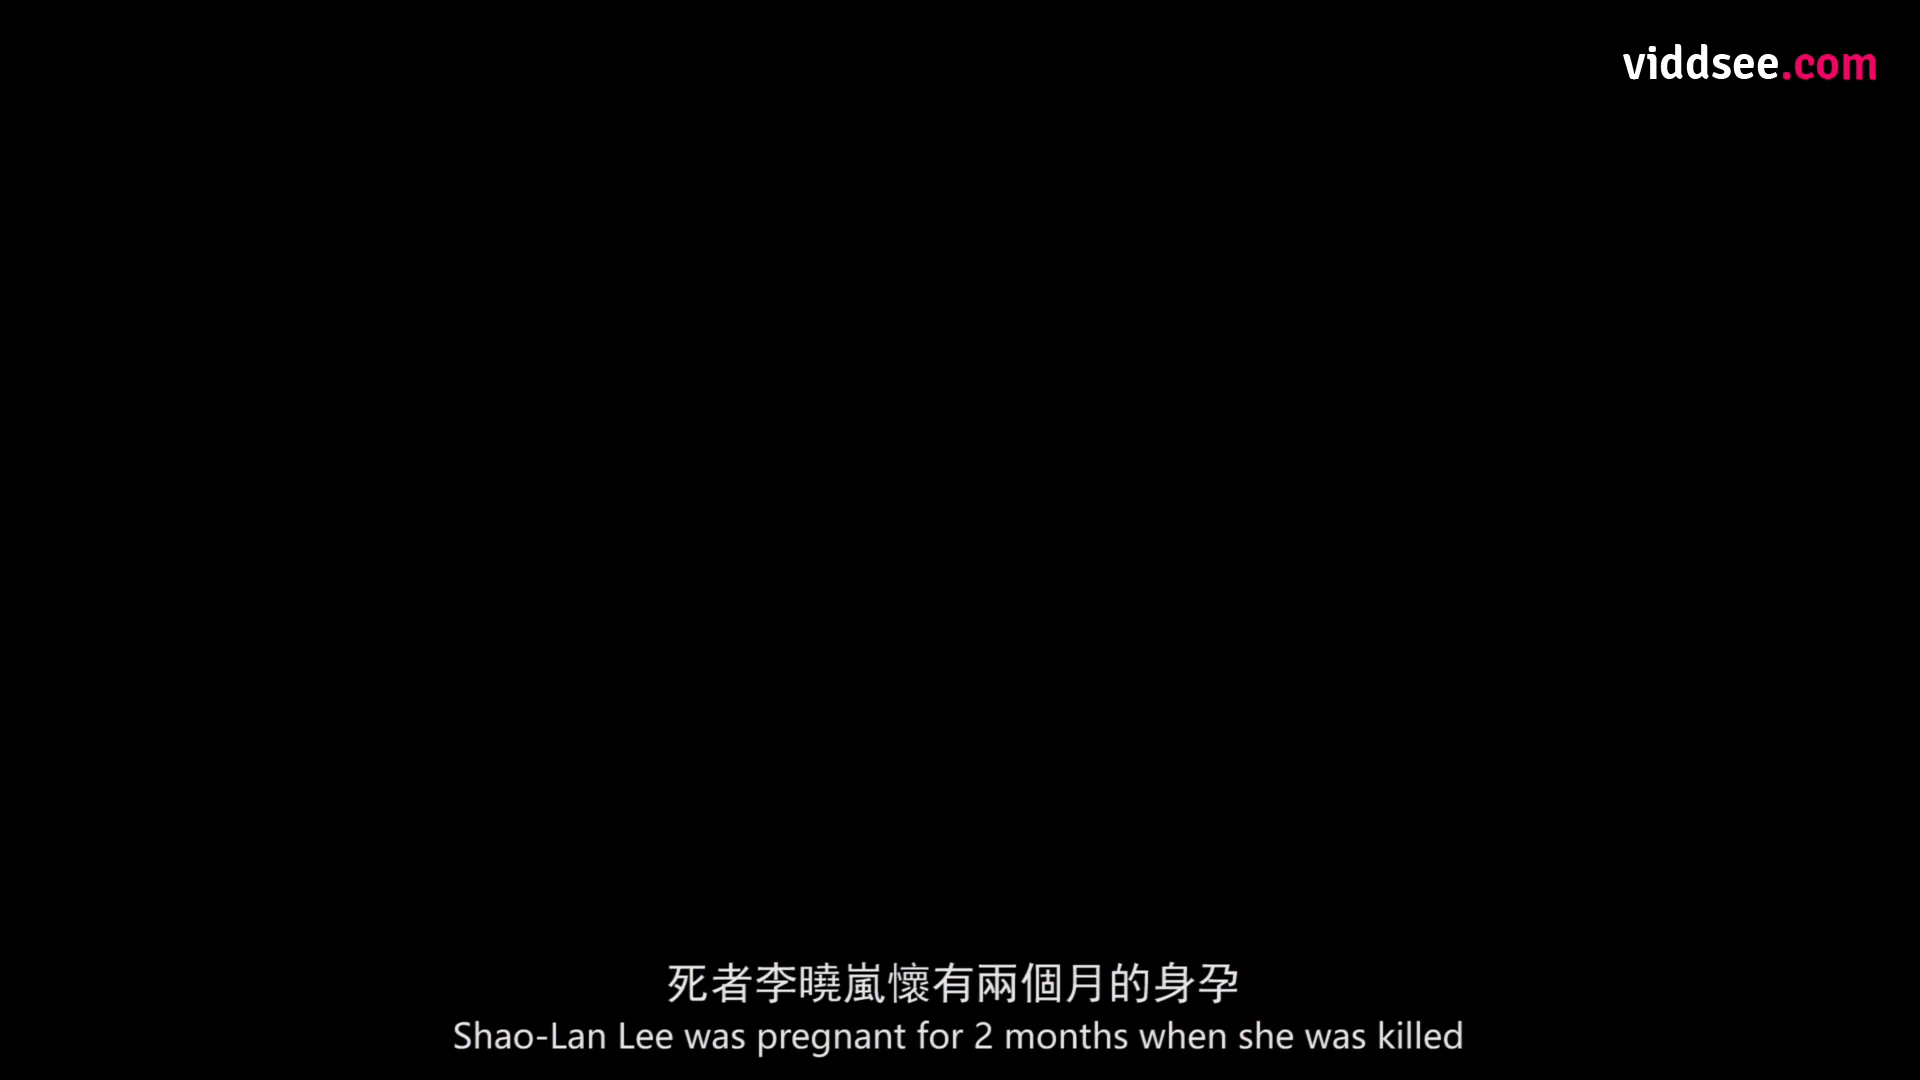 viddsee.com
死者李曉嵐懷有兩個月的身孕
Shao-Lan Lee was pregnant for 2 months when she was killed